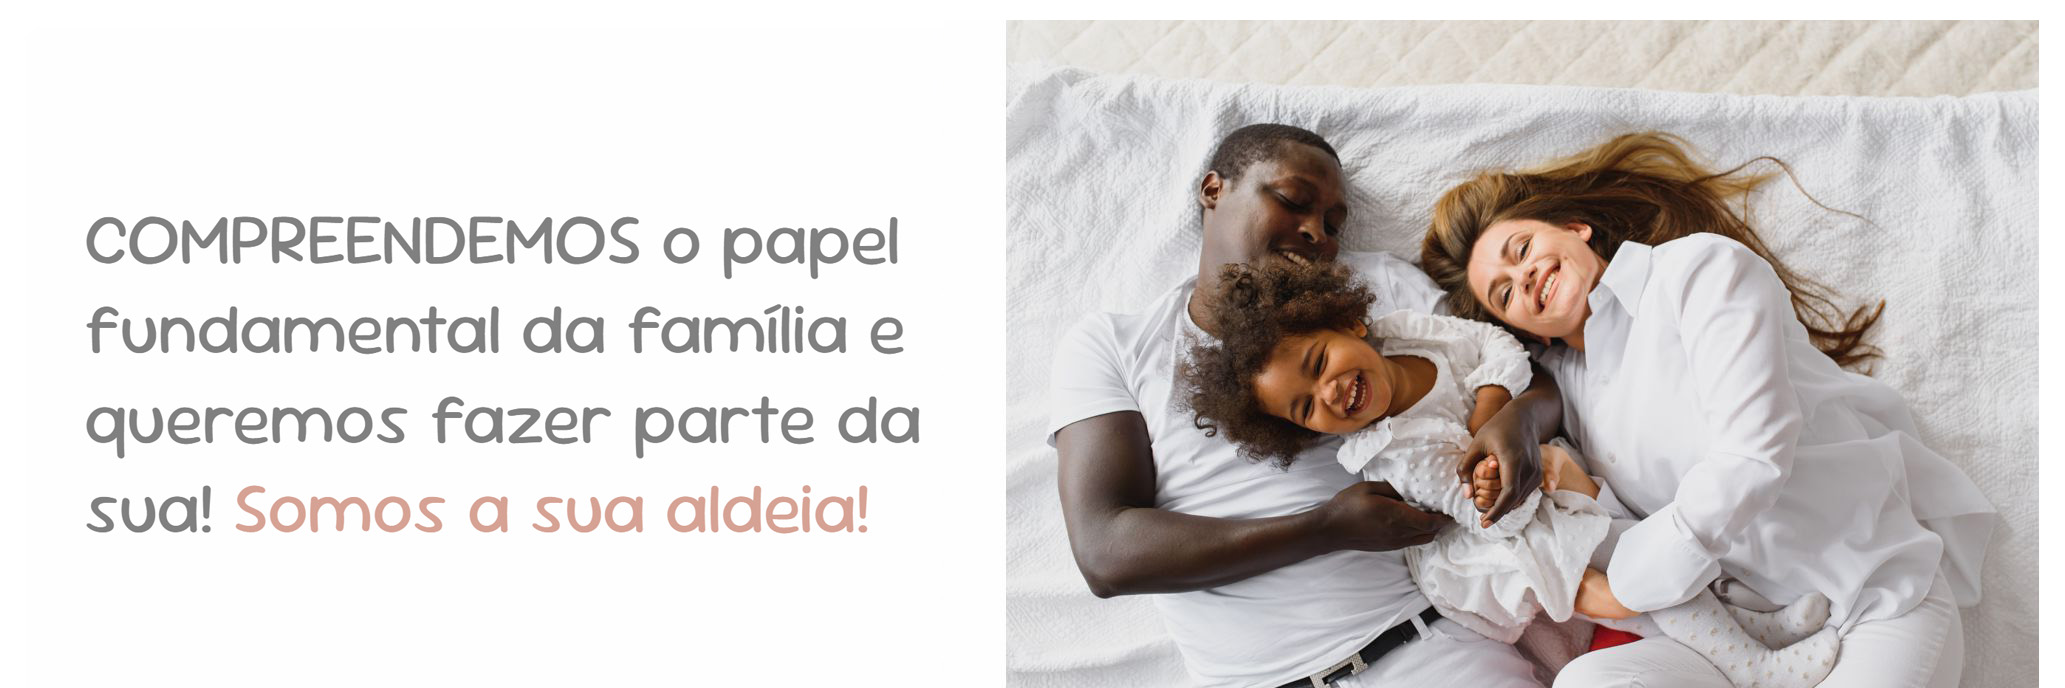 COMPREENDEMOS o papel
fundamental da família e
queremos fazer parte da
sua! Somos a sua aldeia!